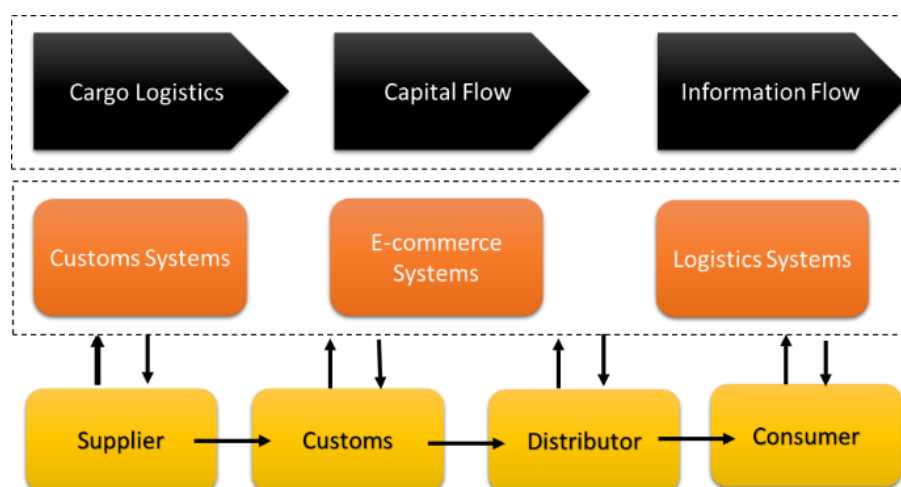 Cargo Logistics
Capital Flow
Information Flow
Customs Systems
E-commerce
Systems
Logistics Systems
Supplier
Customs
Distributor
Consumer